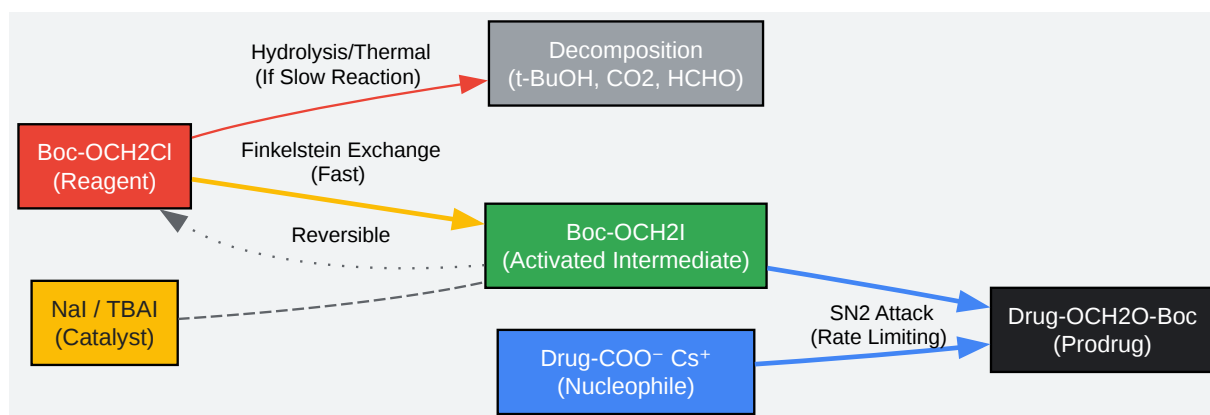 Hydrolysis/Thermal
(If Slow Reaction)
Decomposition
(t-BuOH, CO2, HCHO)
Boc-OCH2Cl
(Reagent)
Finkelstein Exchange
(Fast)
Reversible
Boc-OCH2I
(Activated Intermediate)
NaI / TBAI
(Catalyst)
SN2 Attack
(Rate Limiting)
Drug-OCH2O-Boc
(Prodrug)
Drug-COO⁻ Cs⁺
(Nucleophile)